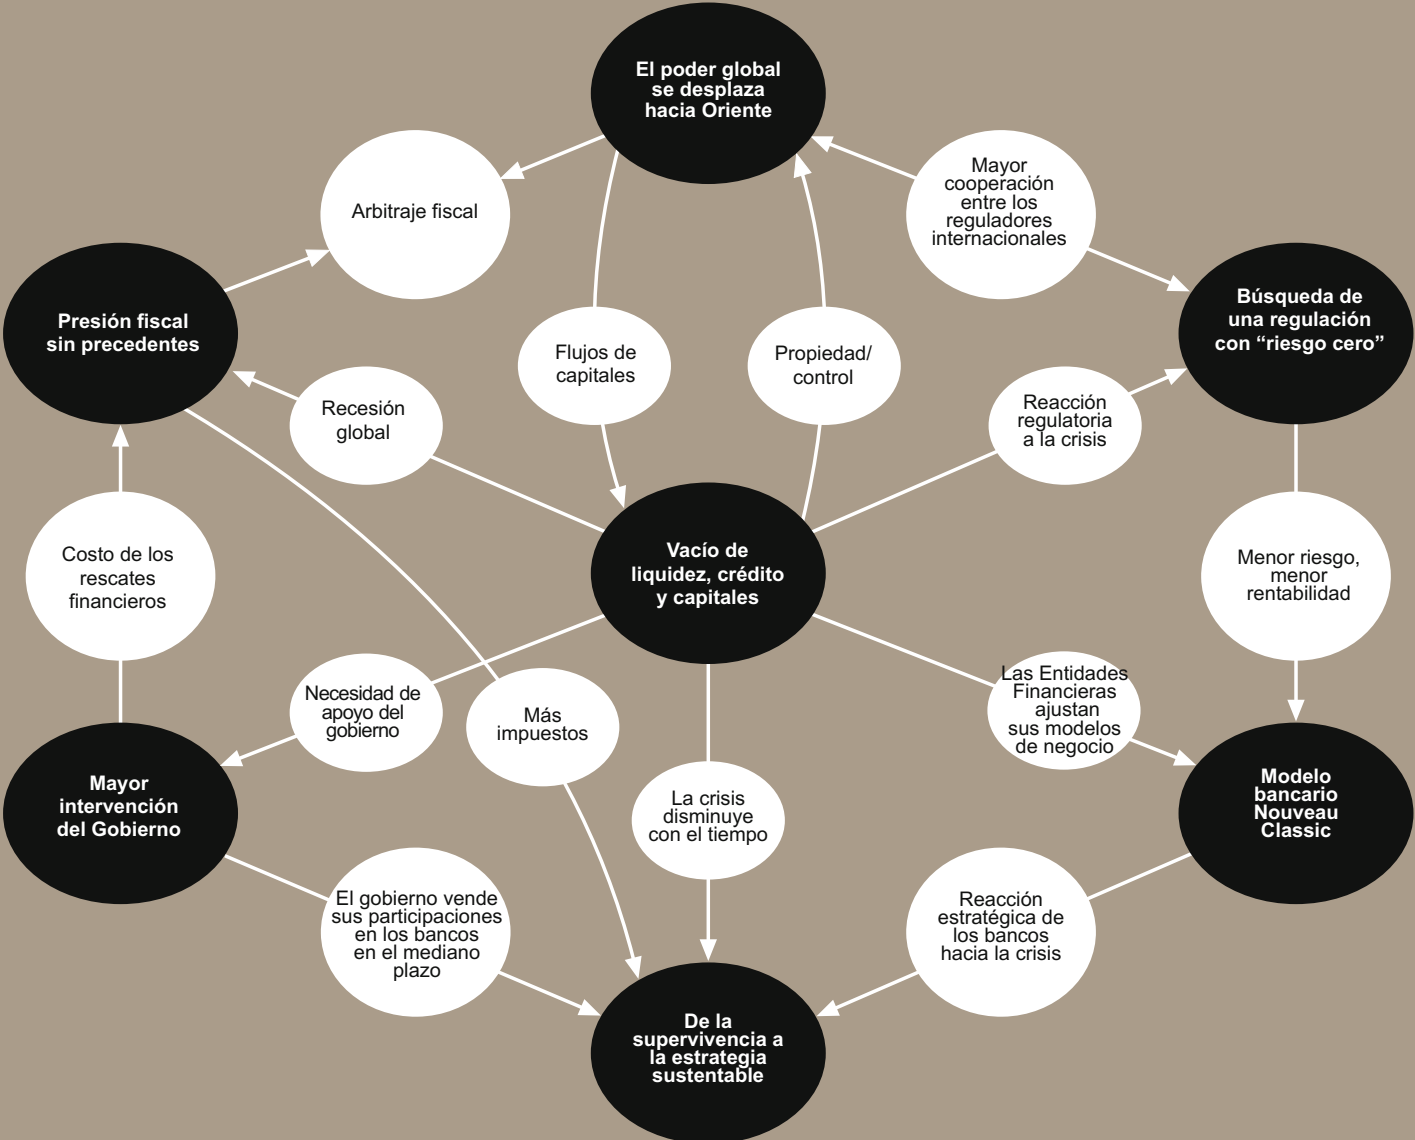 El poder global
se desplaza
hacia Oriente
Arbitraje fiscal
Mayor
cooperación
entre los
reguladores
internacionales
Presión fiscal
sin precedentes
Búsqueda de
una regulación
con “riesgo cero”
Flujos de
capitales
Propiedad/
control
Recesión
global
Reacción
regulatoria
a la crisis
Costo de los
rescates
financieros
Vacío de
liquidez, crédito
y capitales
Menor riesgo,
menor
rentabilidad
Necesidad de
apoyo del
gobierno
Más
impuestos
Las Entidades
Financieras
ajustan
sus modelos
de negocio
Mayor
intervención
del Gobierno
La crisis
disminuye
con el tiempo
Modelo
bancario
Nouveau
Classic
El gobierno vende
sus participaciones
en los bancos
en el mediano
plazo
Reacción
estratégica de
los bancos
hacia la crisis
De la
supervivencia a
la estrategia
sustentable